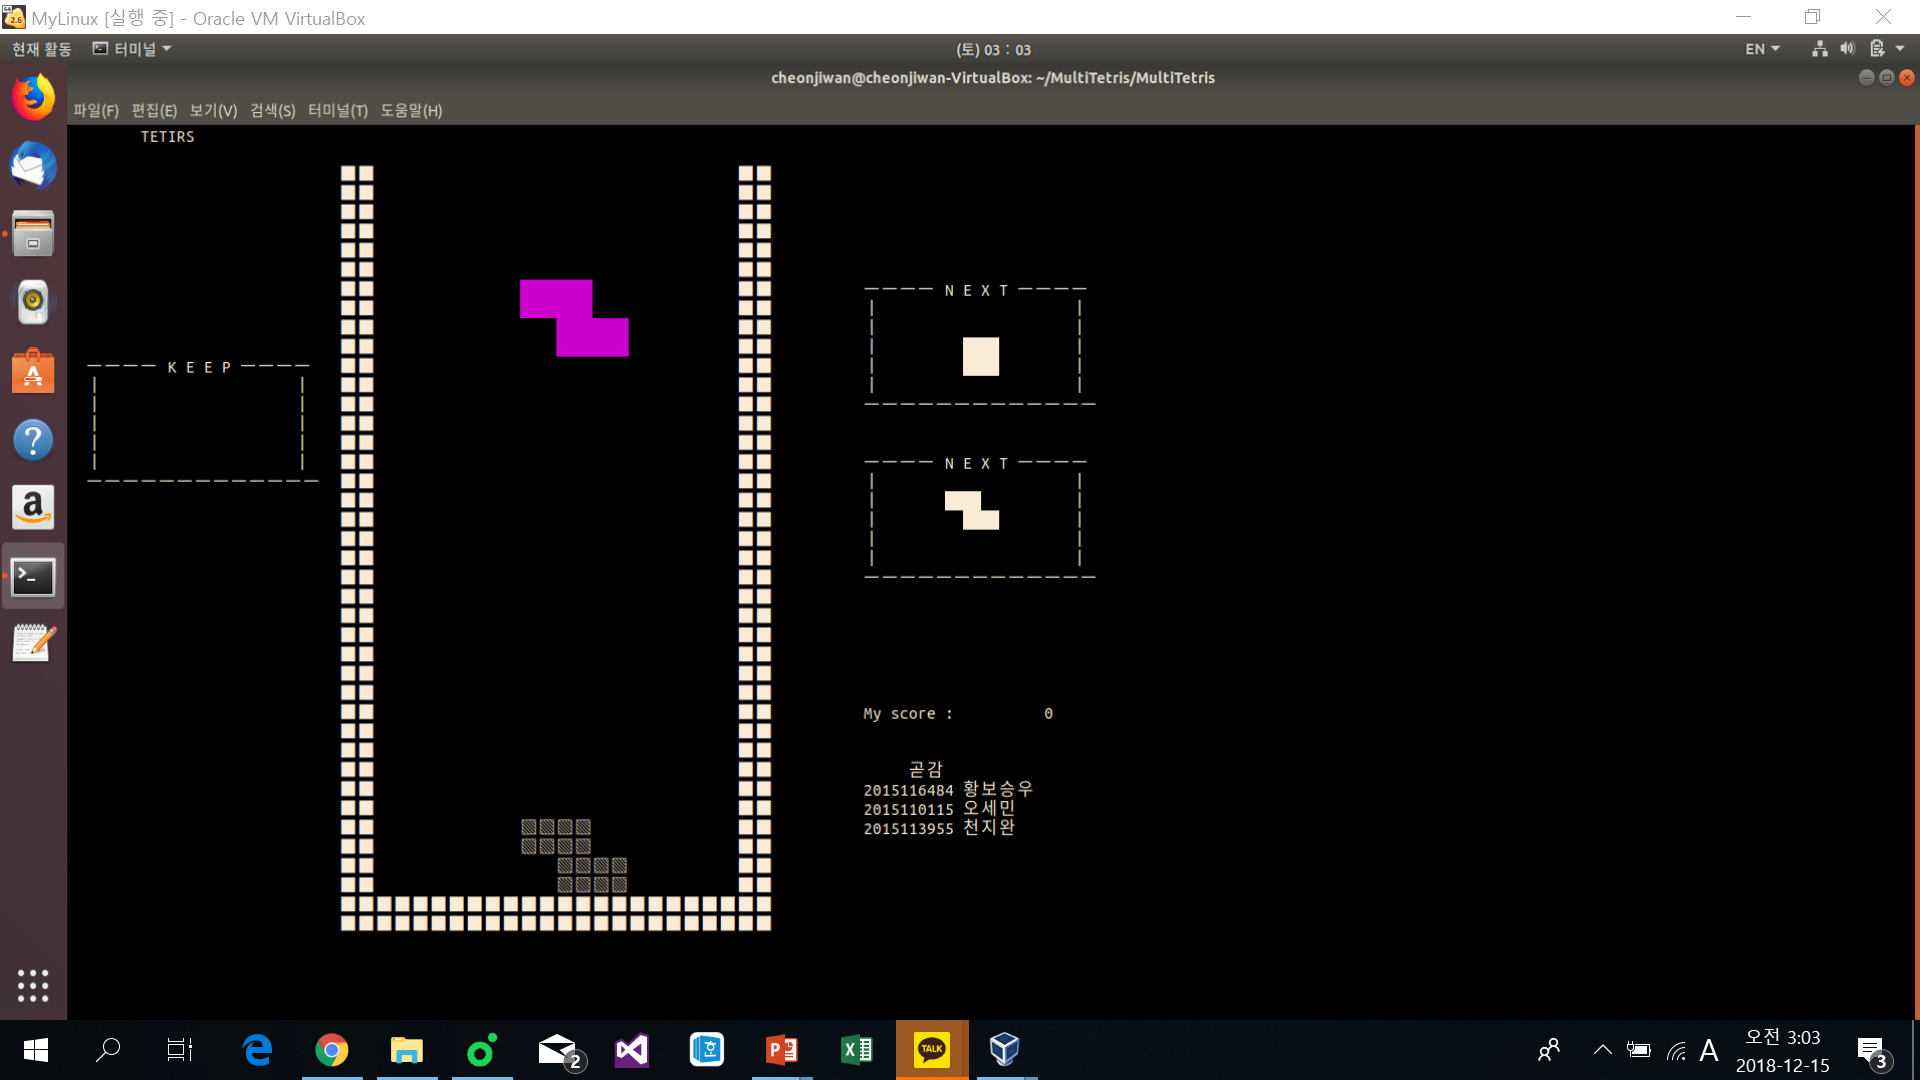 MyLinux [실행 중] - Oracle VM VirtualBox
현재 활동 터미널 (토) 03 : 03 EN
cheonjiwan@cheonjiwan-VirtualBox: ~/MultiTetris/MultiTetris
파일(F) 편집(E) 보기(V) 검색(S) 터미널(T) 도움말(H)
TETIRS
N E X T
K E E P
N E X T
My score : 0
곧감
2015116484 황보승우
2015110115 오세민
2015113955 천지완
TALK
2
A
오전 3:03
2018-12-15
3